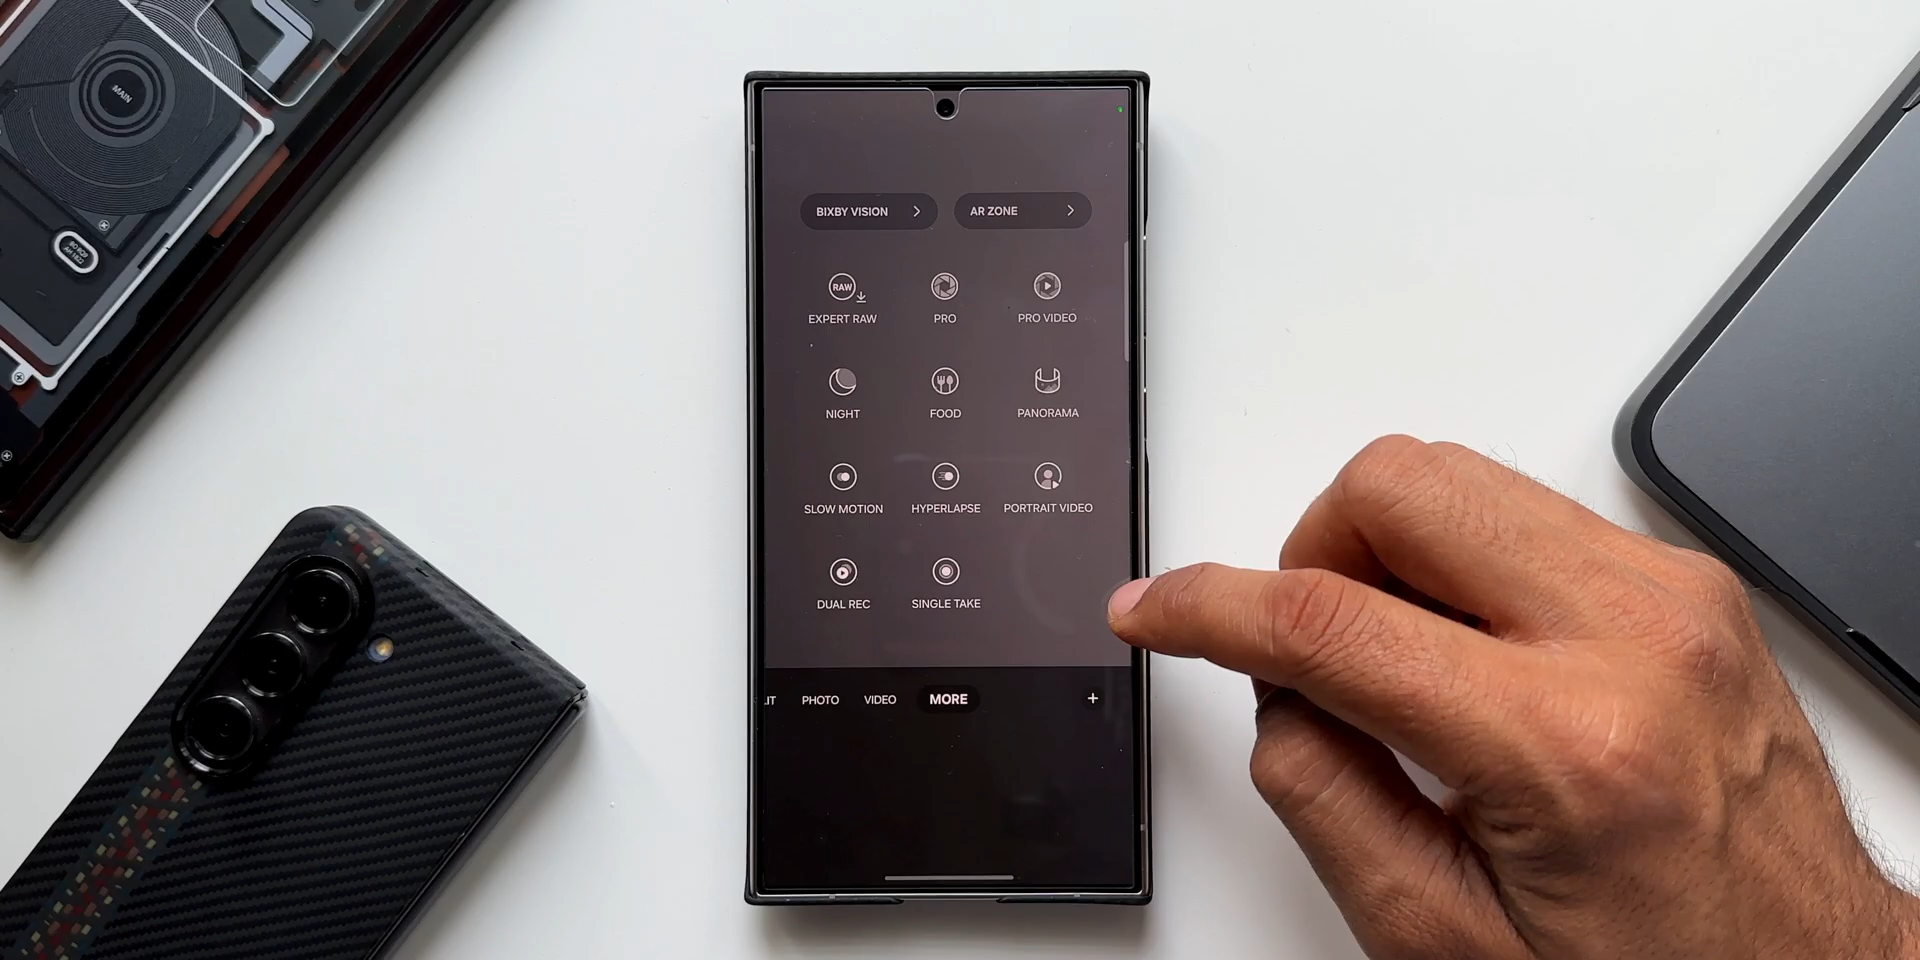 MAIN
BIXBY VISION
AR ZONE
RAW
EXPERT RAW
PRO
PRO VIDEO
NIGHT
FOOD
PANORAMA
SLOW MOTION
HYPERLAPSE
PORTRAIT VIDEO
DUAL REC
SINGLE TAKE
PHOTO
VIDEO
MORE
+